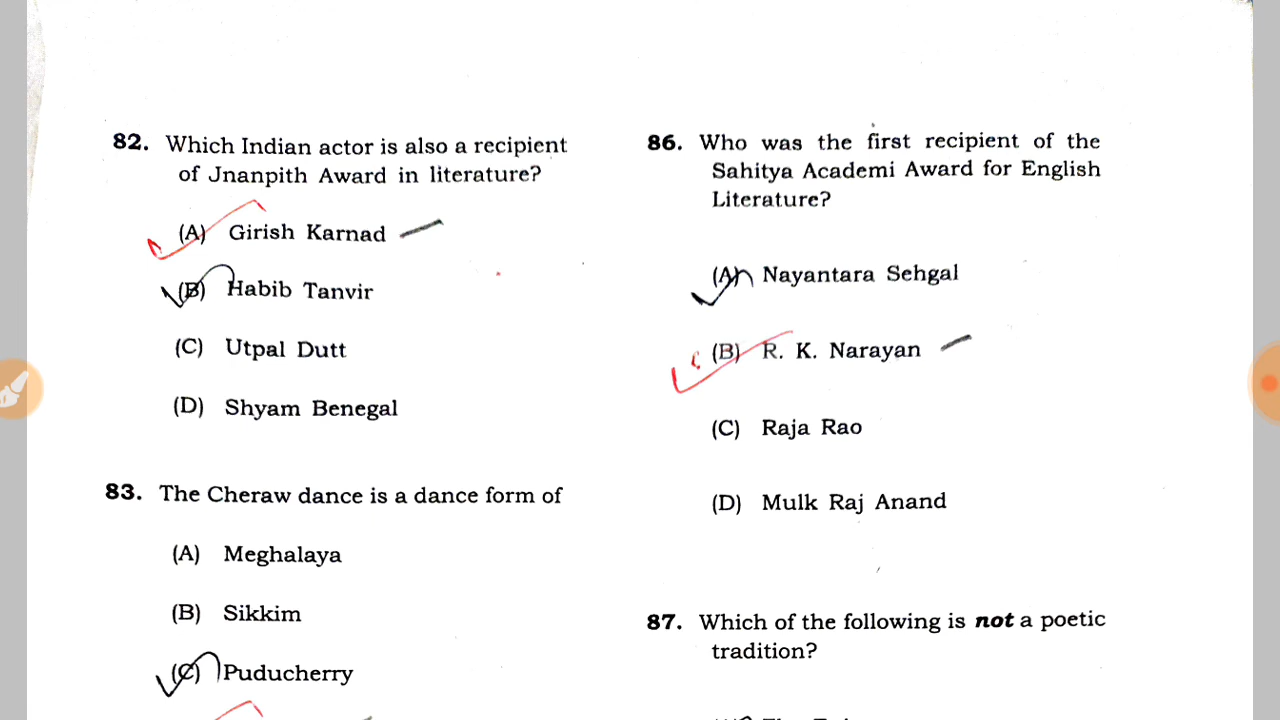 82. Which Indian actor is also a recipient
of Jnanpith Award in literature?
(A) Girish Karnad
(B) Habib Tanvir
(C) Utpal Dutt
(D) Shyam Benegal
83. The Cheraw dance is a dance form of
(A) Meghalaya
(B) Sikkim
(C) Puducherry
86. Who was the first recipient of the
Sahitya Academi Award for English
Literature?
(A) Nayantara Sehgal
(B) R. K. Narayan
(C) Raja Rao
(D) Mulk Raj Anand
87. Which of the following is not a poetic
tradition?